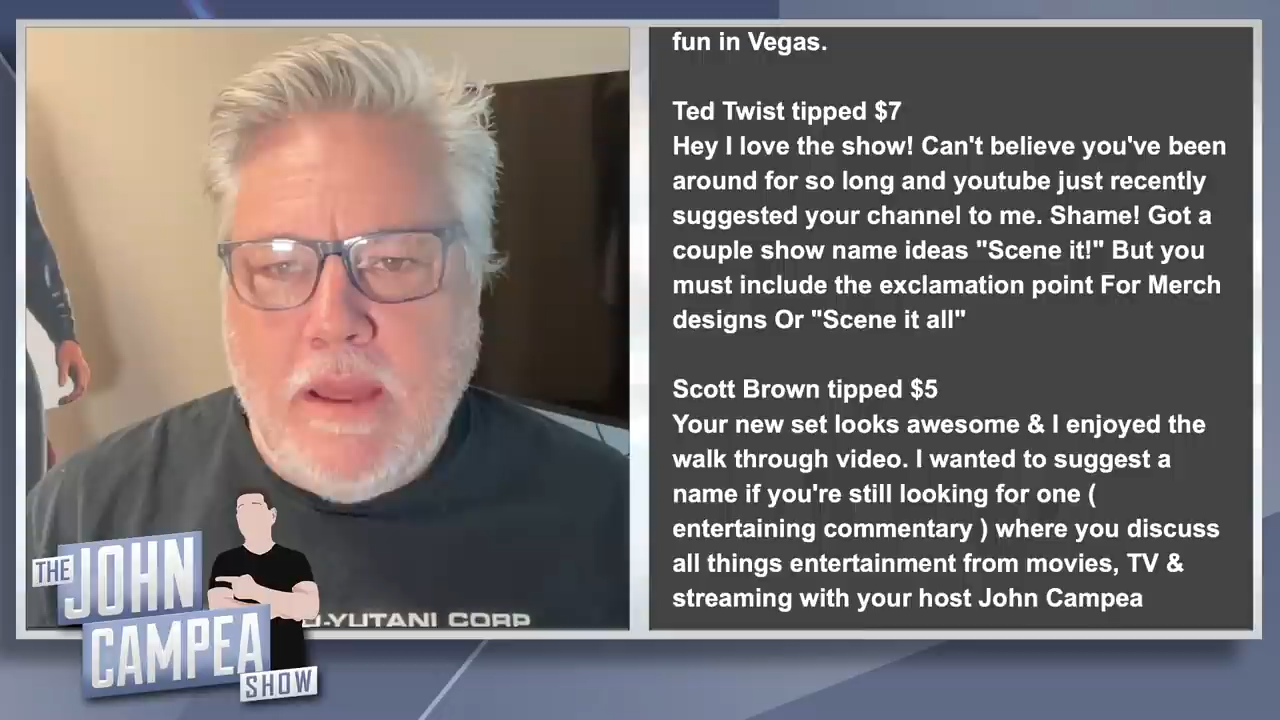 fun in Vegas.
Ted Twist tipped $7
Hey I love the show! Can't believe you've been
around for so long and youtube just recently
suggested your channel to me. Shame! Got a
couple show name ideas "Scene it!" But you
must include the exclamation point For Merch
designs Or "Scene it all"
Scott Brown tipped $5
Your new set looks awesome & I enjoyed the
walk through video. I wanted to suggest a
name if you're still looking for one (
entertaining commentary ) where you discuss
all things entertainment from movies, TV &
streaming with your host John Campea
-YUTANI CORP
THE
JOHN
CAMPEA
SHOW